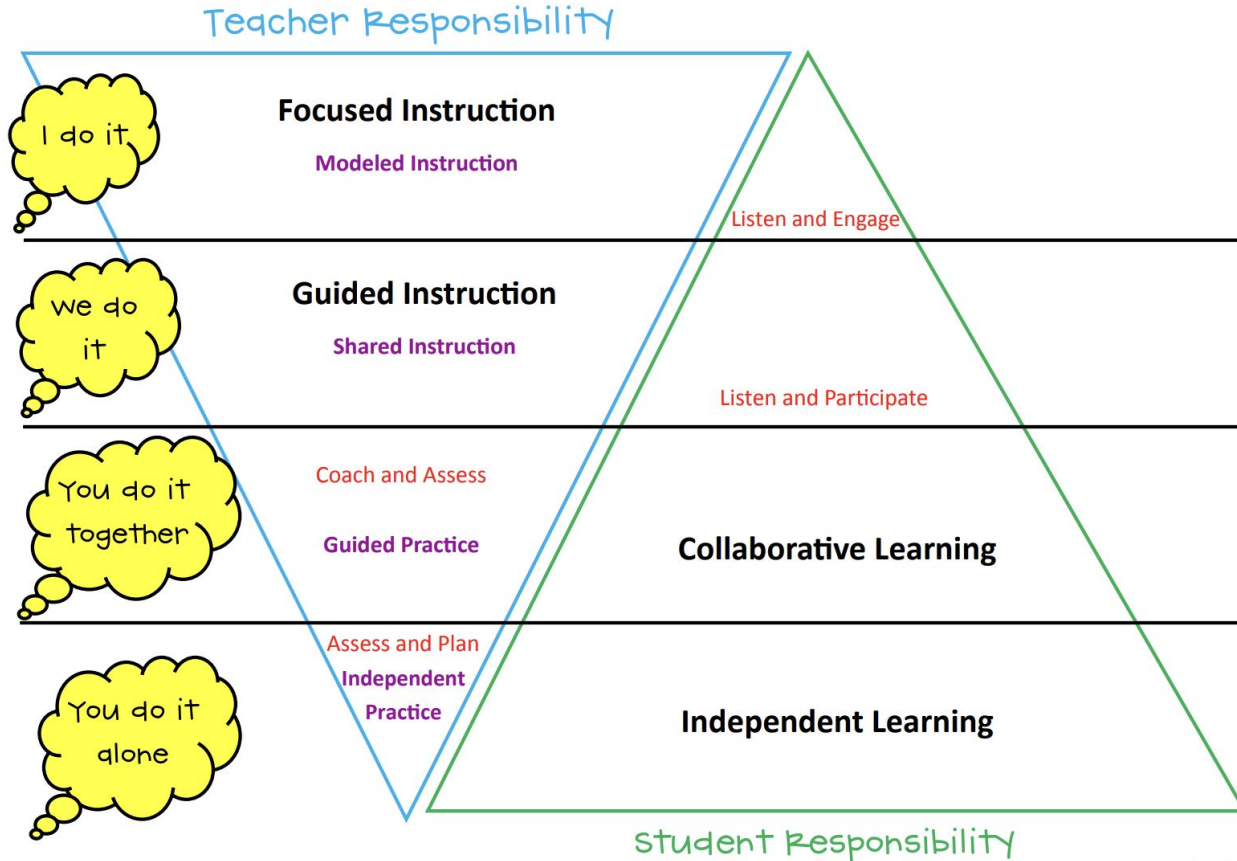 Teacher Responsibility
I do it
Focused Instruction
Modeled Instruction
Listen and Engage
We do
it
Guided Instruction
Shared Instruction
Listen and Participate
You do it
together
Coach and Assess
Guided Practice
Collaborative Learning
You do it
alone
Assess and Plan
Independent
Practice
Independent Learning
Student Responsibility